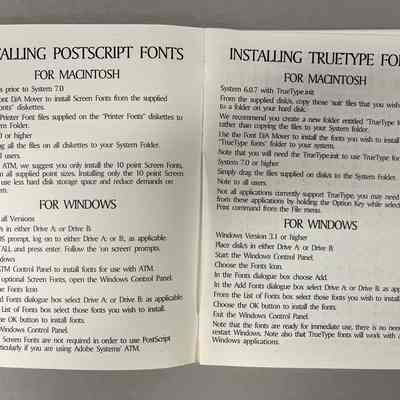 ALLING POSTSCRIPT FONTS
FOR MACINTOSH
s prior to System 7.0
Font D/A Mover to install Screen Fonts from the supplied
Fonts" diskettes.
Printer Font files supplied on the "Printer Fonts" diskettes to
em Folder.
0 or higher
ng all the files on all diskettes to your System Folder.
ll users.
ATM, we suggest you only install the 10 point Screen Fonts,
n all supplied point sizes. Installing only the 10 point Screen
use less hard disk storage space and reduce demands on
em.
FOR WINDOWS
all Versions
s in either Drive A: or Drive B:
OS prompt, log on to either Drive A: or B:, as applicable
TALL and press enter. Follow the 'on screen' prompts.
ndows
ATM Control Panel to install fonts for use with ATM.
optional Screen Fonts, open the Windows Control Panel.
he Fonts Icon
d Fonts dialogue box select Drive A: or Drive B: as applicable
List of Fonts box select those fonts you wish to install.
e OK button to install fonts.
Windows Control Panel.
Screen Fonts are not required in order to use PostScript
rticularly if you are using Adobe Systems' ATM.
INSTALLING TRUETYPE FO
FOR MACINTOSH
System 6.0.7 with TrueType.init
From the supplied disks, copy those 'suit' files that you wish
to a folder on your hard disk.
We recommend you create a new folder entitled "TrueType f
rather than copying the files to your System folder.
Use the Font D/A Mover to install the fonts you wish to install
"TrueType fonts" folder to your system.
Note that you will need the TrueType.init to use TrueType for
System 7.0 or higher
Simply drag the files supplied on disks to the System Folder.
Note to all users.
Not all applications currently support TrueType, you may need
from these applications by holding the Option Key while select
Print command from the File menu.
FOR WINDOWS
Windows Version 3.1 or higher
Place disks in either Drive A: or Drive B:
Start the Windows Control Panel.
Choose the Fonts Icon.
In the Fonts dialogue box choose Add.
In the Add Fonts dialogue box select Drive A: or Drive B:, as ap
From the List of Fonts box select those fonts you wish to install.
Choose the OK button to install the fonts.
Exit the Windows Control Panel.
Note that the fonts are ready for immediate use, there is no nee
restart Windows. Note also that TrueType fonts will work with a
Windows applications.